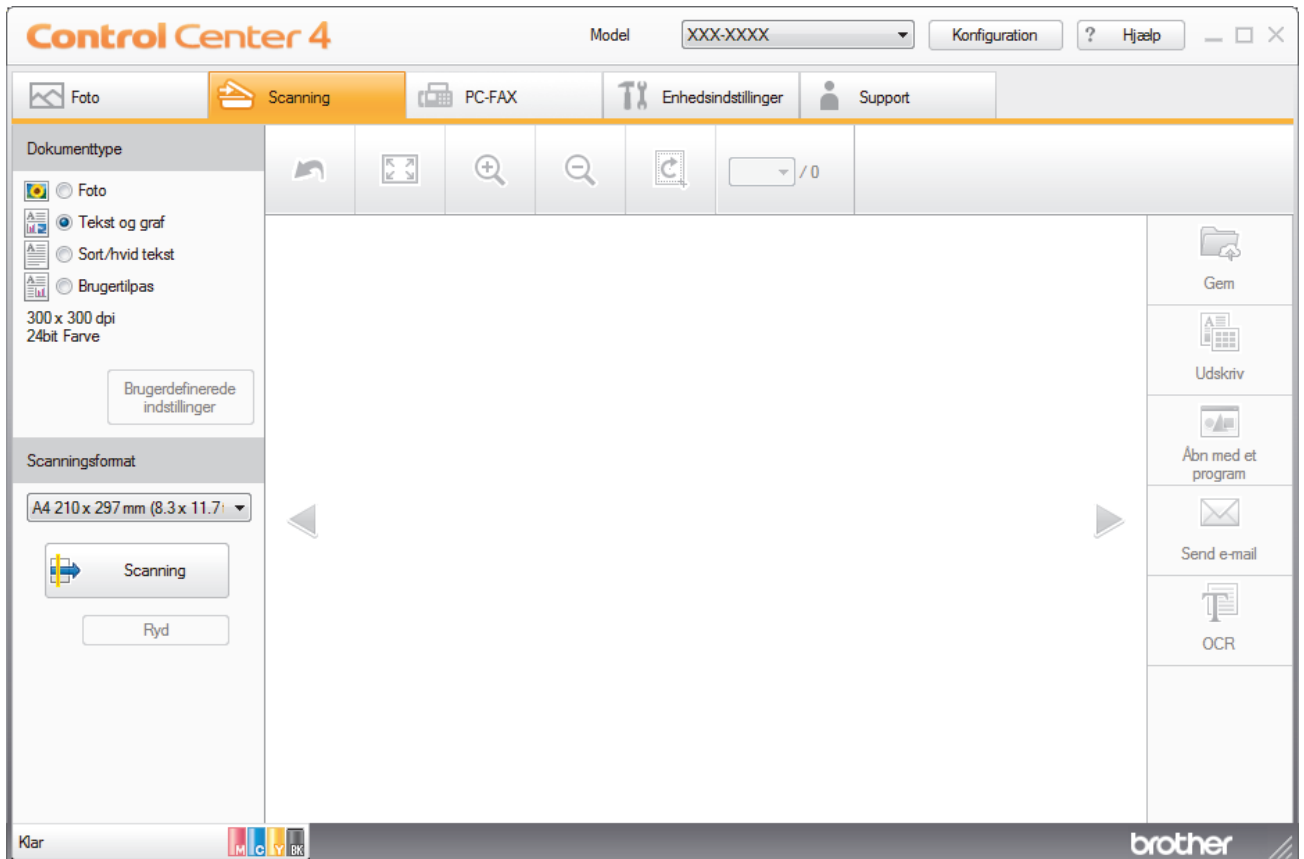 Control Center 4
Model
XXX-XXXX
Konfiguration
? Hjælp
Foto
Scanning
PC-FAX
Enhedsindstillinger
Support
Dokumenttype
/ 0
Foto
Tekst og graf
Sort/hvid tekst
Brugertilpas
300 x 300 dpi
24bit Farve
Brugerdefinerede
indstillinger
Scanningsformat
A4 210 x 297 mm (8.3 x 11.7
Scanning
Ryd
Gem
Udskriv
Åbn med et
program
Send e-mail
OCR
Klar
M C Y BK
brother